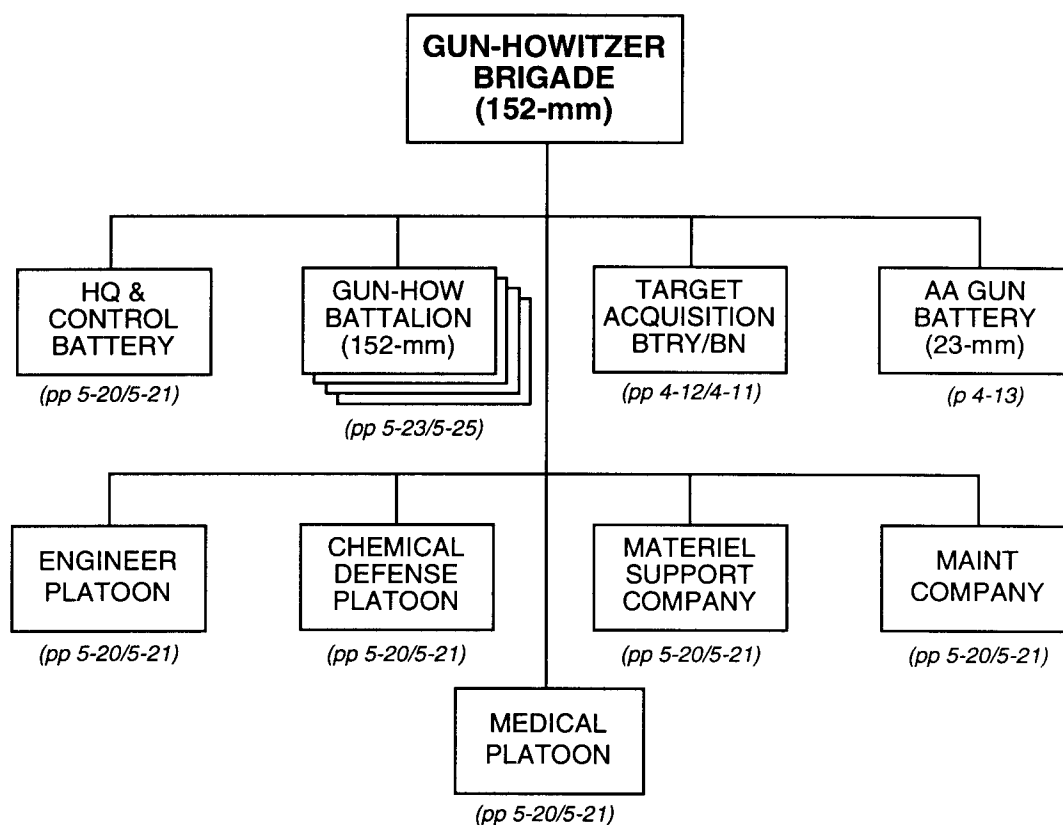 GUN-HOWITZER
BRIGADE
(152-mm)
HQ &
CONTROL
BATTERY
(pp 5-20/5-21)
GUN-HOW
BATTALION
(152-mm)
(pp 5-23/5-25)
TARGET
ACQUISITION
BTRY/BN
(pp 4-12/4-11)
AA GUN
BATTERY
(23-mm)
(p 4-13)
ENGINEER
PLATOON
(pp 5-20/5-21)
CHEMICAL
DEFENSE
PLATOON
(pp 5-20/5-21)
MATERIEL
SUPPORT
COMPANY
(pp 5-20/5-21)
MAINT
COMPANY
(pp 5-20/5-21)
MEDICAL
PLATOON
(pp 5-20/5-21)